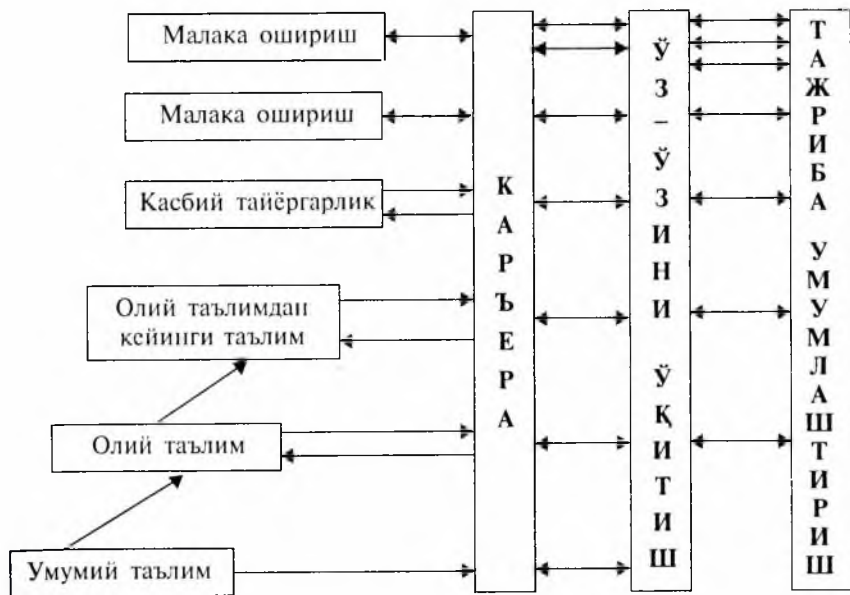 Малака ошириш
Малака ошириш
Касбий тайёргарлик
Олий таълимдан
кейинги таълим
Олий таълим
Умумий таълим
КАРЪЕРА
ЎЗ–ЎЗИНИ ЎҚИТИШ
ТАЖРИБА УМУМЛАШТИРИШ